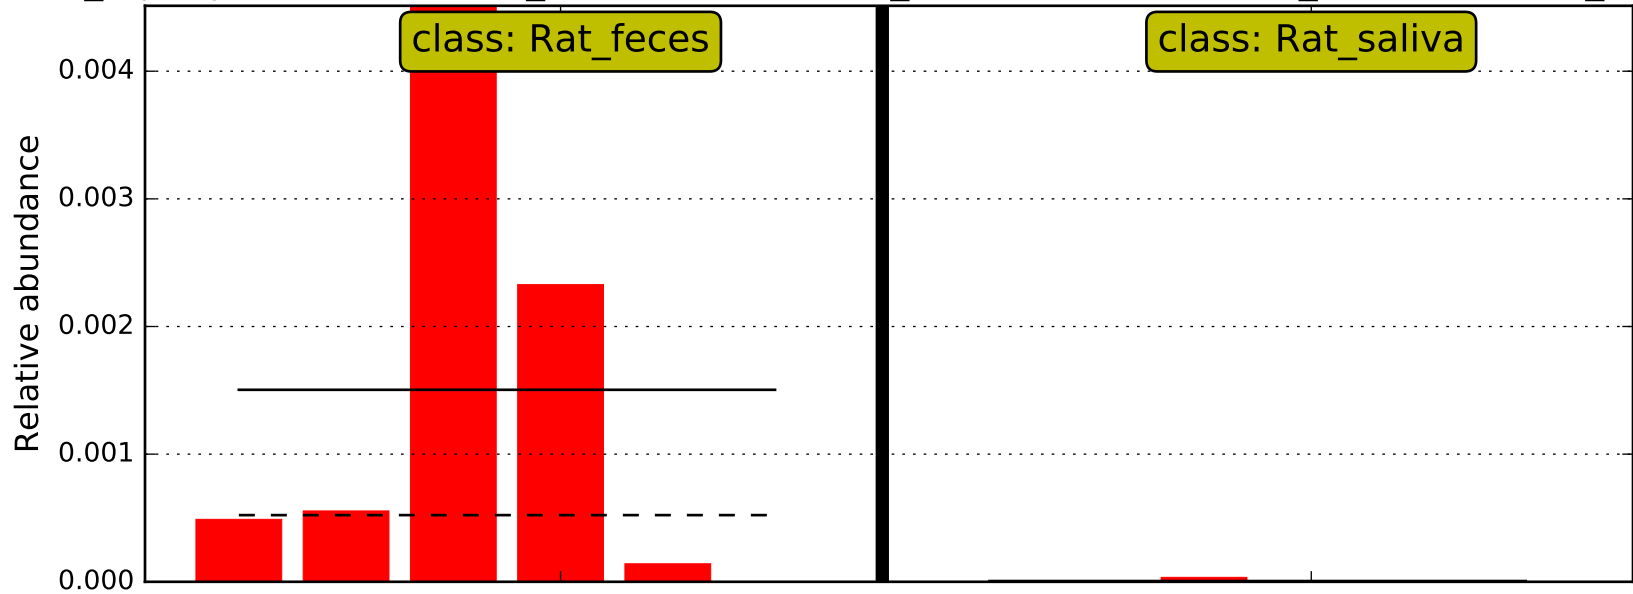 class: Rat_feces
class: Rat_saliva
Relative abundance
0.004
0.003
0.002
0.001
0.000